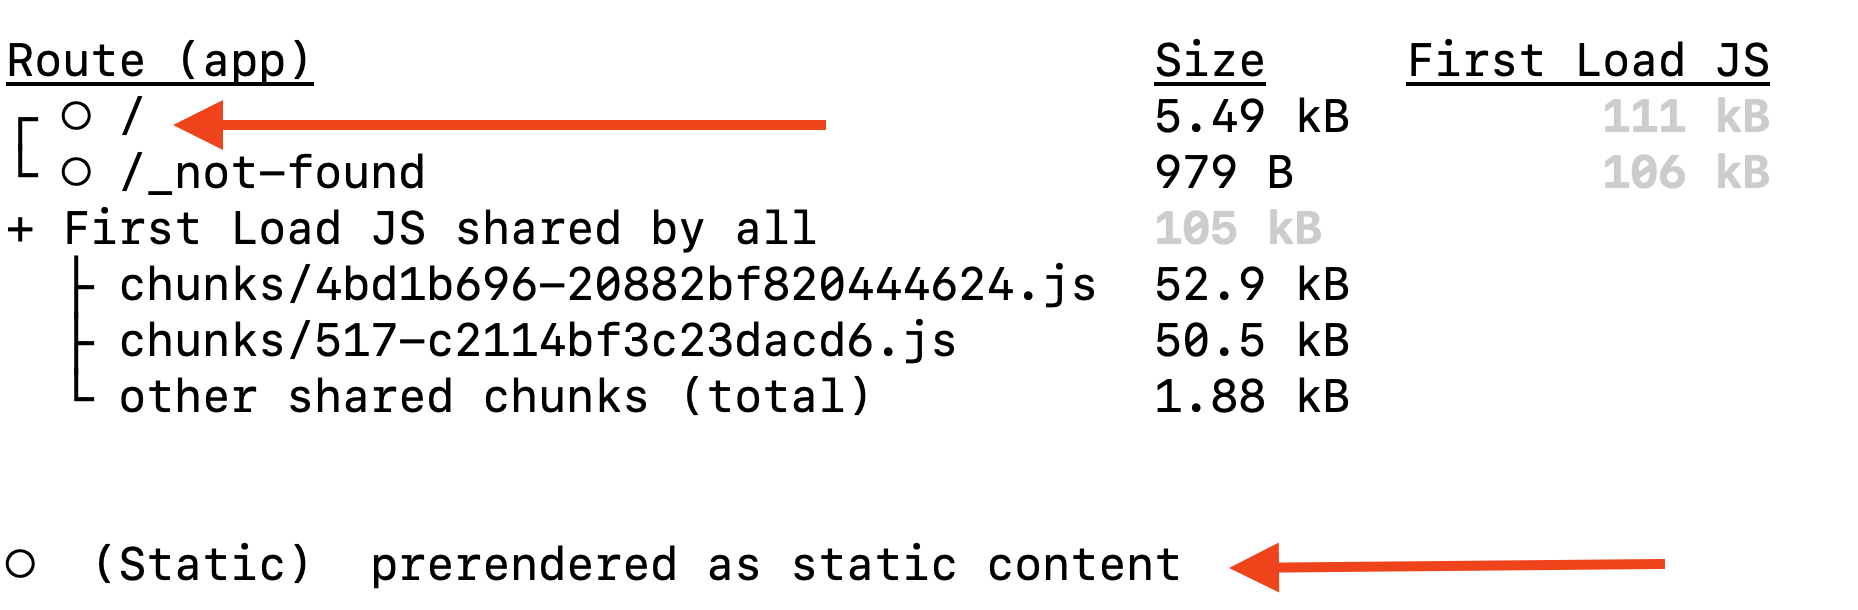 Route (app) Size First Load JS
┌ ○ / 5.49 kB 111 kB
└ ○ /_not-found 979 B 106 kB
+ First Load JS shared by all 105 kB
├ chunks/4bd1b696-20882bf820444624.js 52.9 kB
├ chunks/517-c2114bf3c23dacd6.js 50.5 kB
└ other shared chunks (total) 1.88 kB
○ (Static) prerendered as static content